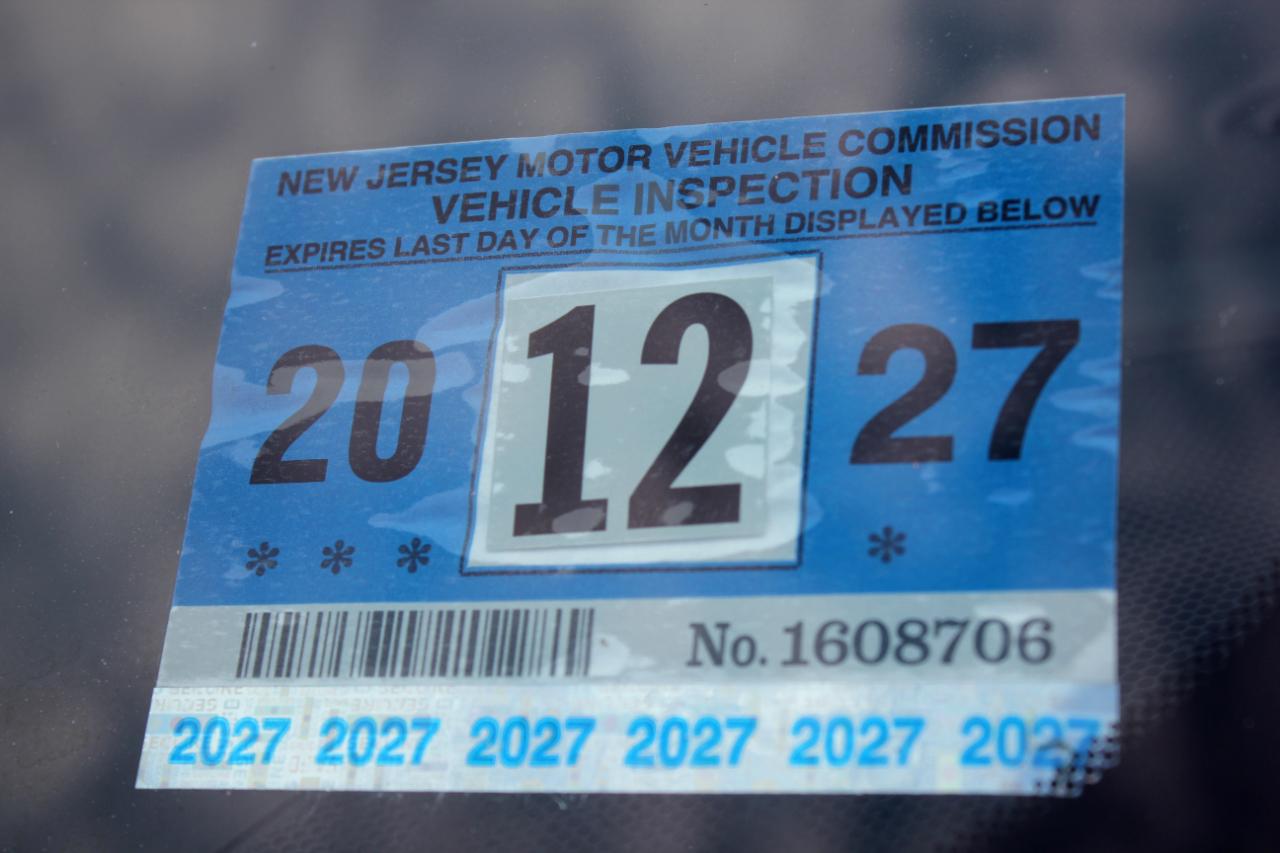 NEW JERSEY MOTOR VEHICLE COMMISSION
VEHICLE INSPECTION
EXPIRES LAST DAY OF THE MONTH DISPLAYED BELOW
20 12 27
* * * *
No. 1608706
2027 2027 2027 2027 2027 2027